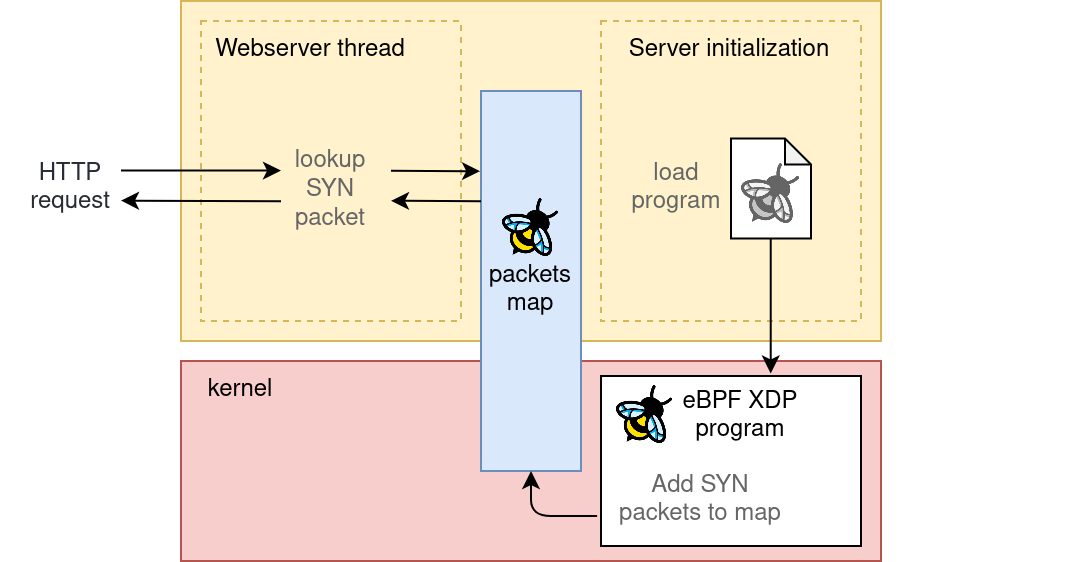 Webserver thread
Server initialization
HTTP
request
lookup
SYN
packet
load
program
packets
map
kernel
eBPF XDP
program
Add SYN
packets to map